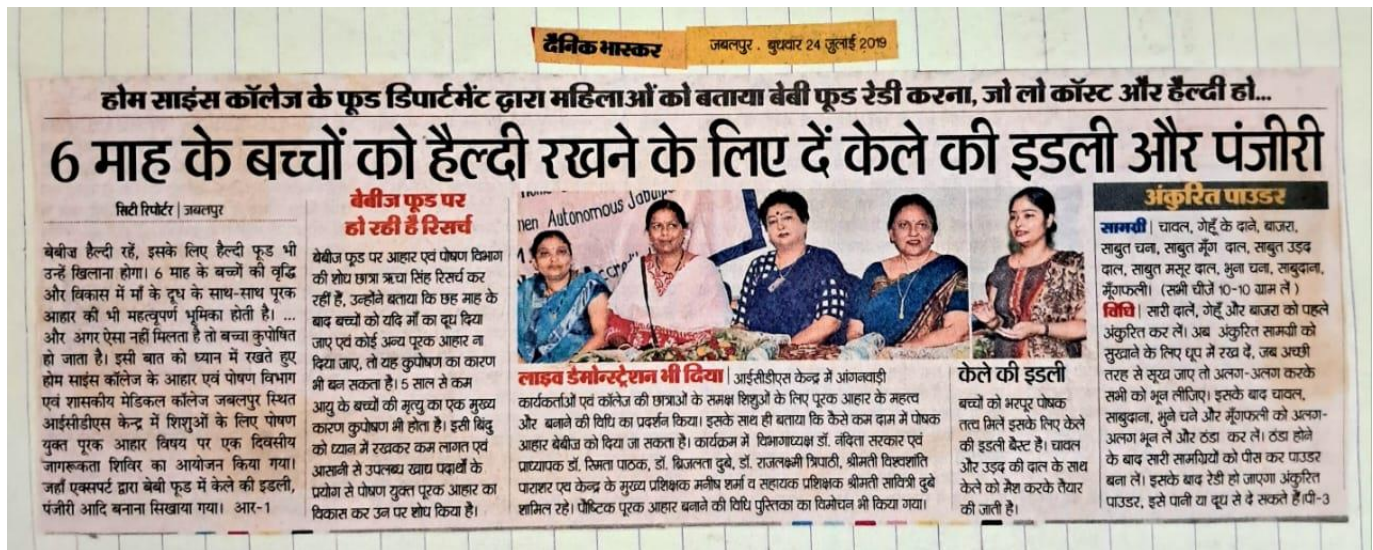 दैनिक भास्कर
जबलपुर. बुधवार 24 जुलाई 2019
होम साइंस कॉलेज के फूड डिपार्टमेंट द्वारा महिलाओं को बताया बेबी फूड रेडी करना, जो लो कॉस्ट और हैल्दी हो...
6 माह के बच्चों को हैल्दी रखने के लिए दें केले की इडली और पंजीरी
सिटी रिपोर्टर | जबलपुर
बेबीज हैल्दी रहें, इसके लिए हैल्दी फूड भी
उन्हें खिलाना होगा। 6 माह के बच्चों की वृद्धि
और विकास में माँ के दूध के साथ-साथ पूरक
आहार की भी महत्वपूर्ण भूमिका होती है। ...
और अगर ऐसा नहीं मिलता है तो बच्चा कुपोषित
हो जाता है। इसी बात को ध्यान में रखते हुए
होम साइंस कॉलेज के आहार एवं पोषण विभाग
एवं शासकीय मेडिकल कॉलेज जबलपुर स्थित
आईसीडीएस केन्द्र में शिशुओं के लिए पोषण
युक्त पूरक आहार विषय पर एक दिवसीय
जागरूकता शिविर का आयोजन किया गया।
जहाँ एक्सपर्ट द्वारा बेबी फूड में केले की इडली,
पंजीरी आदि बनाना सिखाया गया। आर-1
बेबीज फूड पर
हो रही है रिसर्च
बेबीज फूड पर आहार एवं पोषण विभाग
की शोध छात्रा ऋचा सिंह रिसर्च कर
रहीं हैं, उन्होंने बताया कि छह माह के
बाद बच्चों को यदि माँ का दूध दिया
जाए एवं कोई अन्य पूरक आहार ना
दिया जाए, तो यह कुपोषण का कारण
भी बन सकता है। 5 साल से कम
आयु के बच्चों की मृत्यु का एक मुख्य
कारण कुपोषण भी होता है। इसी बिंदु
को ध्यान में रखकर कम लागत एवं
आसानी से उपलब्ध खाद्य पदार्थों के
प्रयोग से पोषण युक्त पूरक आहार का
विकास कर उन पर शोध किया है।
men Autonomous Jabalpu
लाइव डैमोन्स्ट्रेशन भी दिया | आईसीडीएस केन्द्र में आंगनवाड़ी
कार्यकर्ताओं एवं कॉलेज की छात्राओं के समक्ष शिशुओं के लिए पूरक आहार के महत्व
और बनाने की विधि का प्रदर्शन किया। इसके साथ ही बताया कि कैसे कम दाम में पोषक
आहार बेबीज को दिया जा सकता है। कार्यक्रम में विभागाध्यक्ष डॉ. नंदिता सरकार एवं
प्राध्यापक डॉ. स्मिता पाठक, डॉ. ब्रिजलता दुबे, डॉ. राजलक्ष्मी त्रिपाठी, श्रीमती विश्वशांति
पाराशर एव केन्द्र के मुख्य प्रशिक्षक मनीष शर्मा व सहायक प्रशिक्षक श्रीमती सावित्री दुबे
शामिल रहे। पौष्टिक पूरक आहार बनाने की विधि पुस्तिका का विमोचन भी किया गया।
केले की इडली
बच्चों को भरपूर पोषक
तत्व मिलें इसके लिए केले
की इडली बैस्ट है। चावल
और उड़द की दाल के साथ
केले को मैश करके तैयार
की जाती है।
अंकुरित पाउडर
सामग्री | चावल, गेहूँ के दाने, बाजरा,
साबुत चना, साबुत मूँग दाल, साबुत उड़द
दाल, साबुत मसूर दाल, भुना चना, साबुदाना,
मूँगफली। (सभी चीजें 10-10 ग्राम लें )
विधि | सारी दालें, गेहूँ और बाजरा को पहले
अंकुरित कर लें। अब अंकुरित सामग्री को
सुखाने के लिए धूप में रख दें, जब अच्छी
तरह से सूख जाए तो अलग-अलग करके
सभी को भून लीजिए। इसके बाद चावल,
साबुदाना, भुने चने और मूँगफली को अलग-
अलग भून लें और ठंडा कर लें। ठंडा होने
के बाद सारी सामग्रियों को पीस कर पाउडर
बना लें। इसके बाद रेडी हो जाएगा अंकुरित
पाउडर, इसे पानी या दूध से दे सकते हैं।पी-3